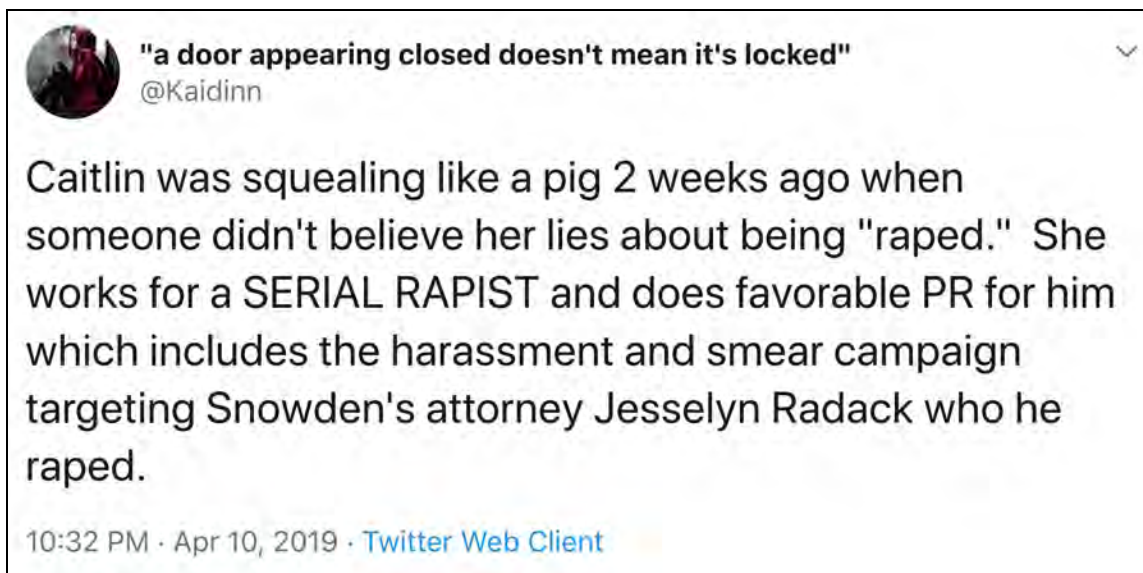 "a door appearing closed doesn't mean it's locked"
@Kaidinn
Caitlin was squealing like a pig 2 weeks ago when
someone didn't believe her lies about being "raped."  She
works for a SERIAL RAPIST and does favorable PR for him
which includes the harassment and smear campaign
targeting Snowden's attorney Jesselyn Radack who he
raped.
10:32 PM · Apr 10, 2019 · Twitter Web Client